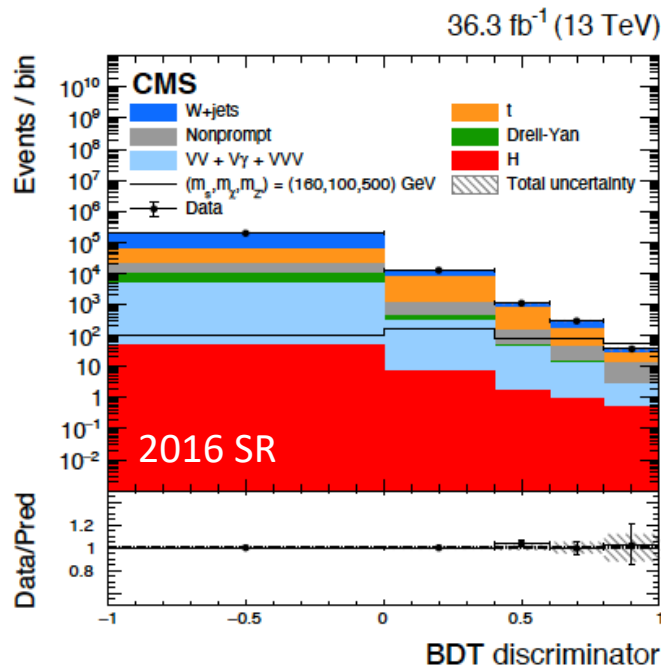 36.3 fb⁻¹ (13 TeV)
Events / bin
CMS
W+jets
t
Nonprompt
Drell-Yan
VV + Vγ + VVV
H
(mₛ,m_χ,m_Z') = (160,100,500) GeV
Total uncertainty
Data
10¹⁰
10⁹
10⁸
10⁷
10⁶
10⁵
10⁴
10³
10²
10
1
10⁻¹
10⁻²
2016 SR
Data/Pred
1.2
1
0.8
−1
−0.5
0
0.5
1
BDT discriminator